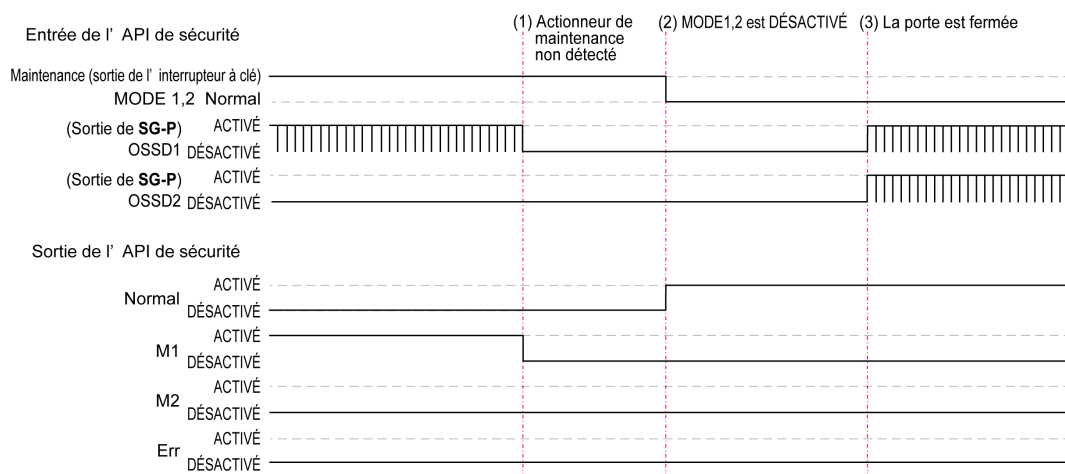 Entrée de l’ API de sécurité
(1) Actionneur de
maintenance
non détecté
(2) MODE1,2 est DÉSACTIVÉ
(3) La porte est fermée
Maintenance (sortie de l’ interrupteur à clé)
MODE 1,2 Normal
(Sortie de SG-P) ACTIVÉ
OSSD1 DÉSACTIVÉ
(Sortie de SG-P) ACTIVÉ
OSSD2 DÉSACTIVÉ
Sortie de l’ API de sécurité
ACTIVÉ
Normal
DÉSACTIVÉ
ACTIVÉ
M1
DÉSACTIVÉ
ACTIVÉ
M2
DÉSACTIVÉ
ACTIVÉ
Err
DÉSACTIVÉ